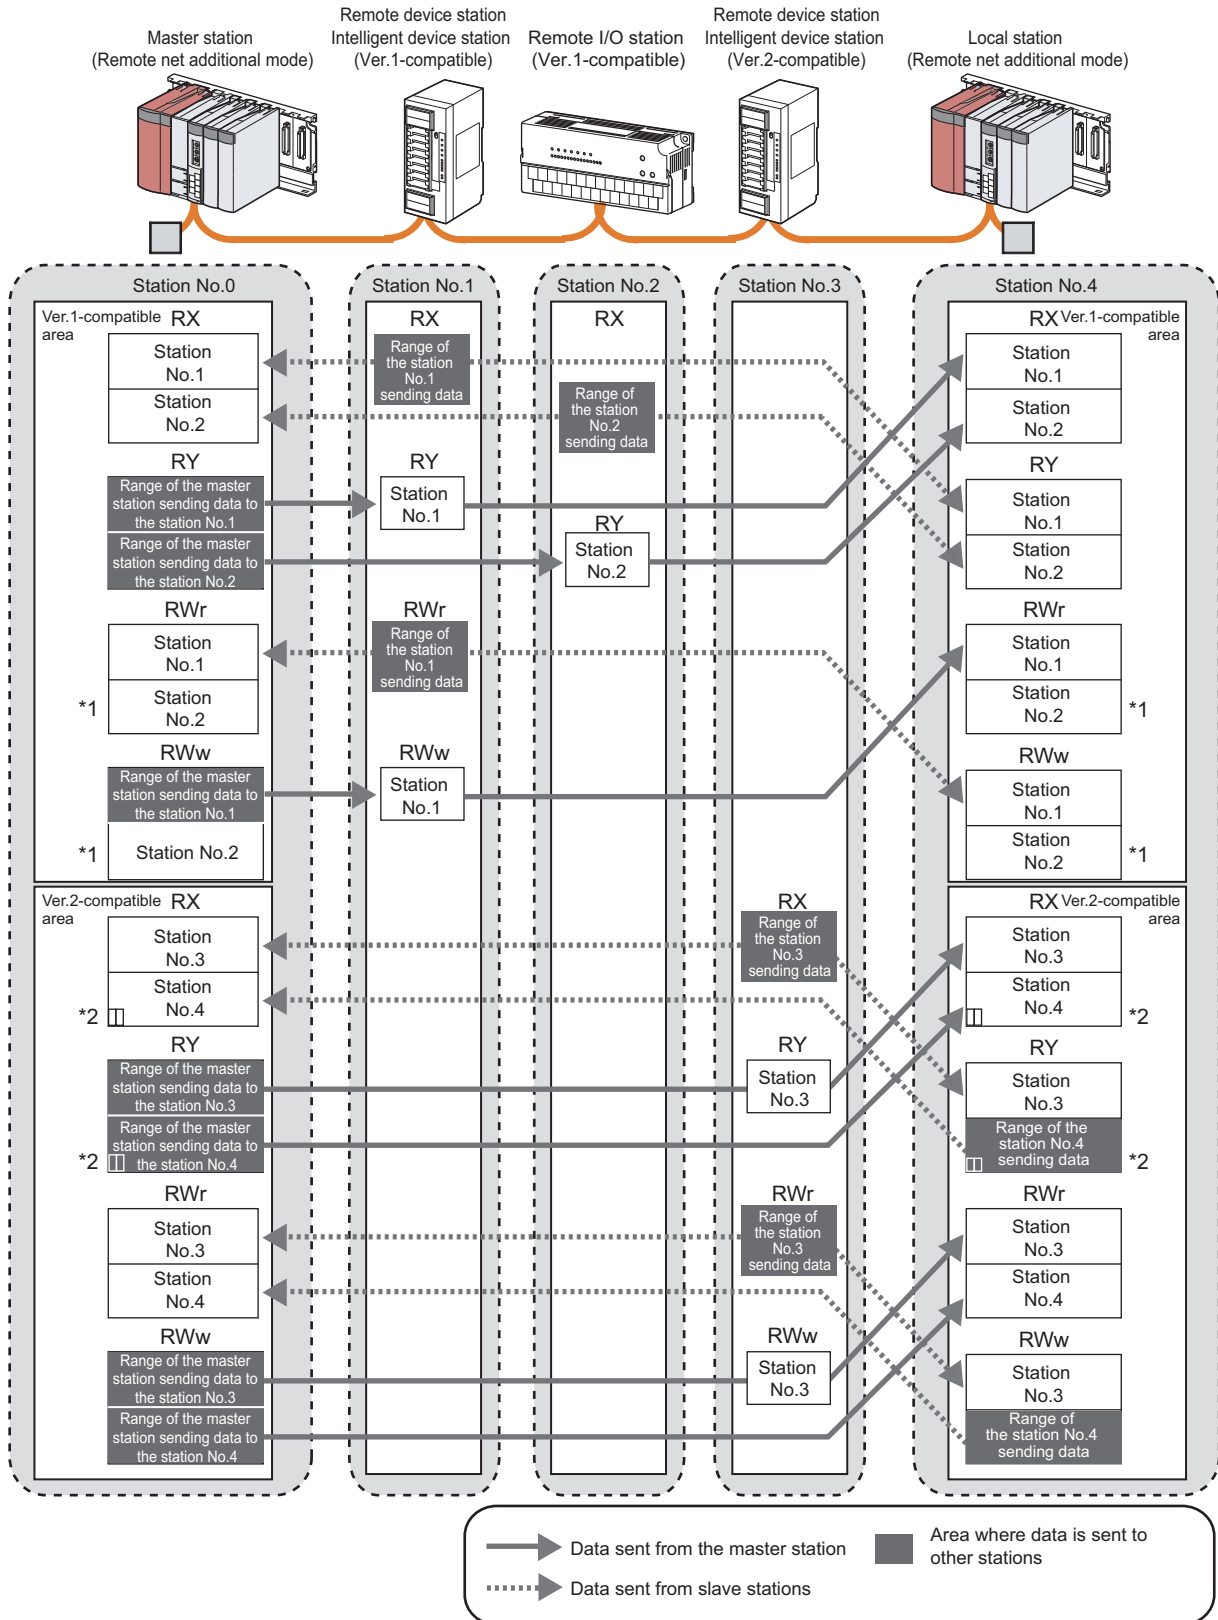 Master station
(Remote net additional mode)
Remote device station
Intelligent device station
(Ver.1-compatible)
Remote I/O station
(Ver.1-compatible)
Remote device station
Intelligent device station
(Ver.2-compatible)
Local station
(Remote net additional mode)
Station No.0
Ver.1-compatible
area
RX
Station
No.1
Station
No.2
RY
Range of the master
station sending data to
the station No.1
Range of the master
station sending data to
the station No.2
RWr
Station
No.1
*1
Station
No.2
RWw
Range of the master
station sending data to
the station No.1
*1
Station No.2
Ver.2-compatible
area
RX
Station
No.3
Station
No.4
*2
RY
Range of the master
station sending data to
the station No.3
Range of the master
station sending data to
the station No.4
*2
RWr
Station
No.3
Station
No.4
RWw
Range of the master
station sending data to
the station No.3
Range of the master
station sending data to
the station No.4
Station No.1
RX
Range of
the station
No.1
sending data
RY
Station
No.1
RWr
Range of
the station
No.1
sending data
RWw
Station
No.1
Station No.2
RX
Range of
the station
No.2
sending data
RY
Station
No.2
Station No.3
RX
Range of
the station
No.3
sending data
RY
Station
No.3
RWr
Range of
the station
No.3
sending data
RWw
Station
No.3
Station No.4
RX
Ver.1-compatible
area
Station
No.1
Station
No.2
RY
Station
No.1
Station
No.2
RWr
Station
No.1
Station
No.2
*1
RWw
Station
No.1
Station
No.2
*1
RX
Ver.2-compatible
area
Station
No.3
Station
No.4
*2
RY
Station
No.3
Range of the
station No.4
sending data
*2
RWr
Station
No.3
Station
No.4
RWw
Station
No.3
Range of
the station No.4
sending data
Data sent from the master station
Area where data is sent to
other stations
Data sent from slave stations